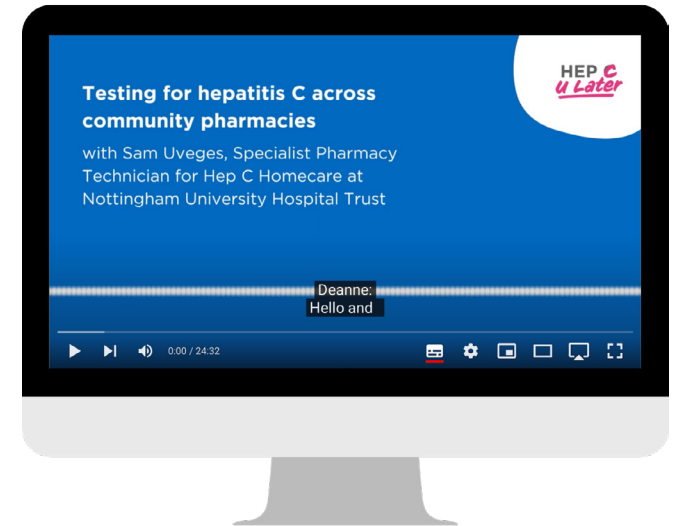 HEP C
U Later
Testing for hepatitis C across
community pharmacies
with Sam Uveges, Specialist Pharmacy
Technician for Hep C Homecare at
Nottingham University Hospital Trust
Deanne:
Hello and
0:00 / 24:32